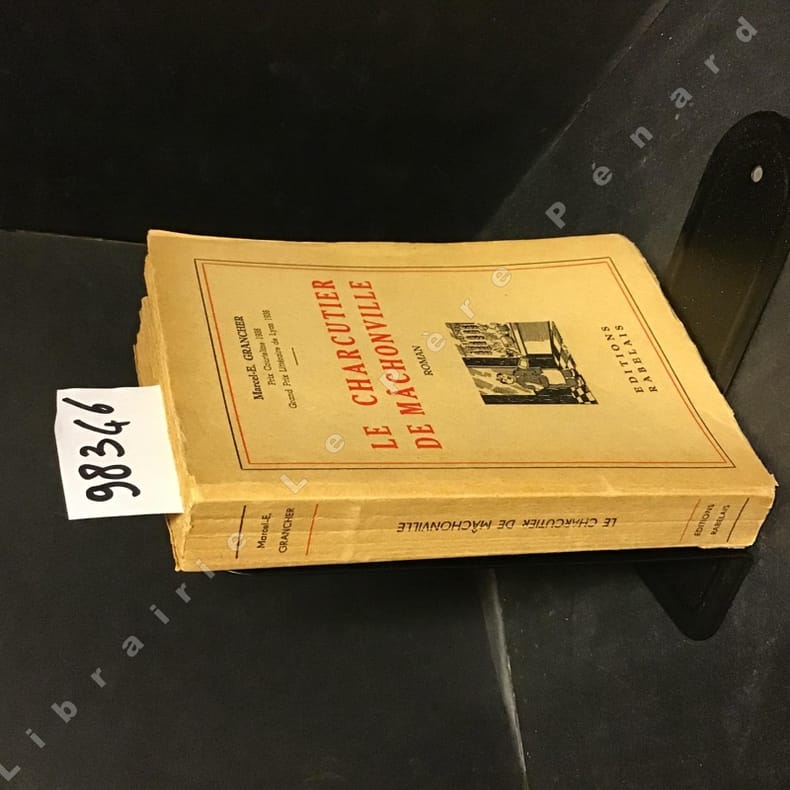 Marcel-E. GRANCHER
Prix Courteline 1938
Grand Prix Littéraire de Lyon 1936
LE CHARCUTIER
DE MÂCHONVILLE
ROMAN
EDITIONS
RABELAIS
98346
Marcel-E.
GRANCHER
LE CHARCUTIER DE MÂCHONVILLE
EDITIONS
RABELAIS
Librairie Le Père Pénard